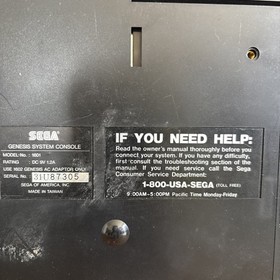 SEGA
GENESIS SYSTEM CONSOLE
MODEL NO.: 1601
RATING: DC 9V 1.2A
USE 1602 GENESIS AC ADAPTOR ONLY
SERIAL NO.: 31U87305
SEGA OF AMERICA, INC.
MADE IN TAIWAN
IF YOU NEED HELP:
Read the owner's manual thoroughly before you
connect your system. If you have any difficulty,
first consult the troubleshooting section of the
manual. If you need service call the Sega
Consumer Service Department:
1-800-USA-SEGA (TOLL FREE)
9:00AM - 5:00PM Pacific Time Monday-Friday